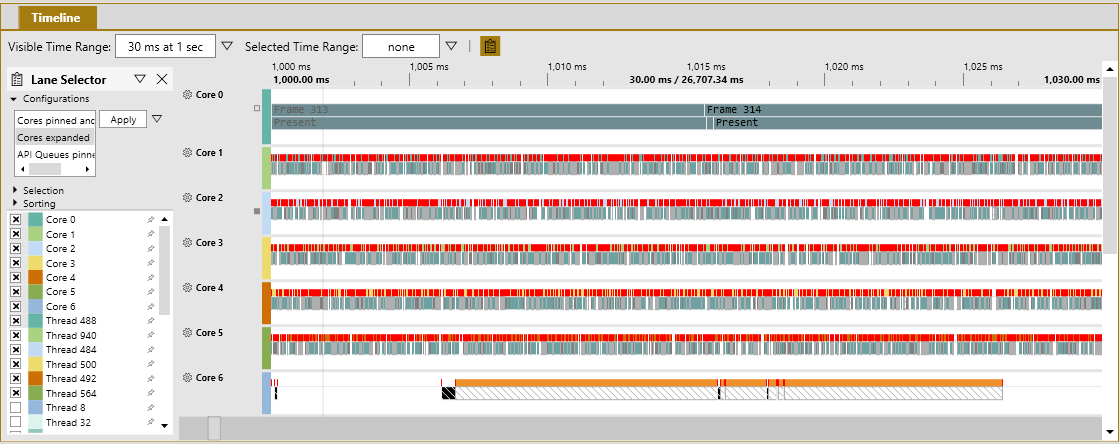 Timeline
Visible Time Range: 30 ms at 1 sec Selected Time Range: none
Lane Selector
Configurations
Cores pinned and
Apply
Cores expanded
API Queues pinne
Selection
Sorting
Core 0
Core 1
Core 2
Core 3
Core 4
Core 5
Core 6
Thread 488
Thread 940
Thread 484
Thread 500
Thread 492
Thread 564
Thread 8
Thread 32
1,000 ms 1,005 ms 1,010 ms 1,015 ms 1,020 ms 1,025 ms
1,000.00 ms 30.00 ms / 26,707.34 ms 1,030.00 ms
Core 0
Frame 313 Frame 314
Present Present
Core 1
Core 2
Core 3
Core 4
Core 5
Core 6